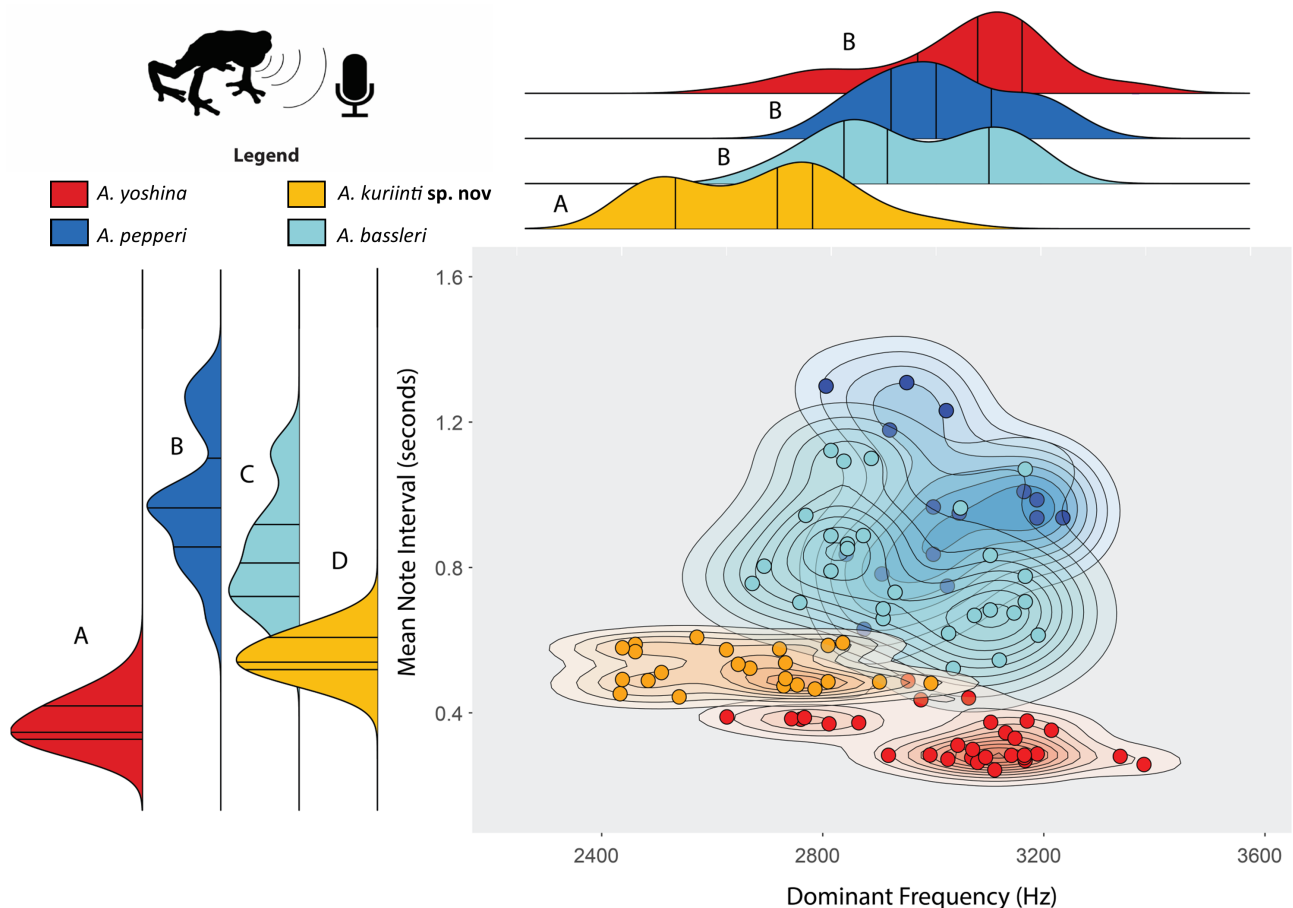 B
B
B
A
Legend
A. yoshina
A. kuriinti sp. nov
A. pepperi
A. bassleri
A
B
C
D
Mean Note Interval (seconds)
1.6
1.2
0.8
0.4
2400 2800 3200 3600
Dominant Frequency (Hz)